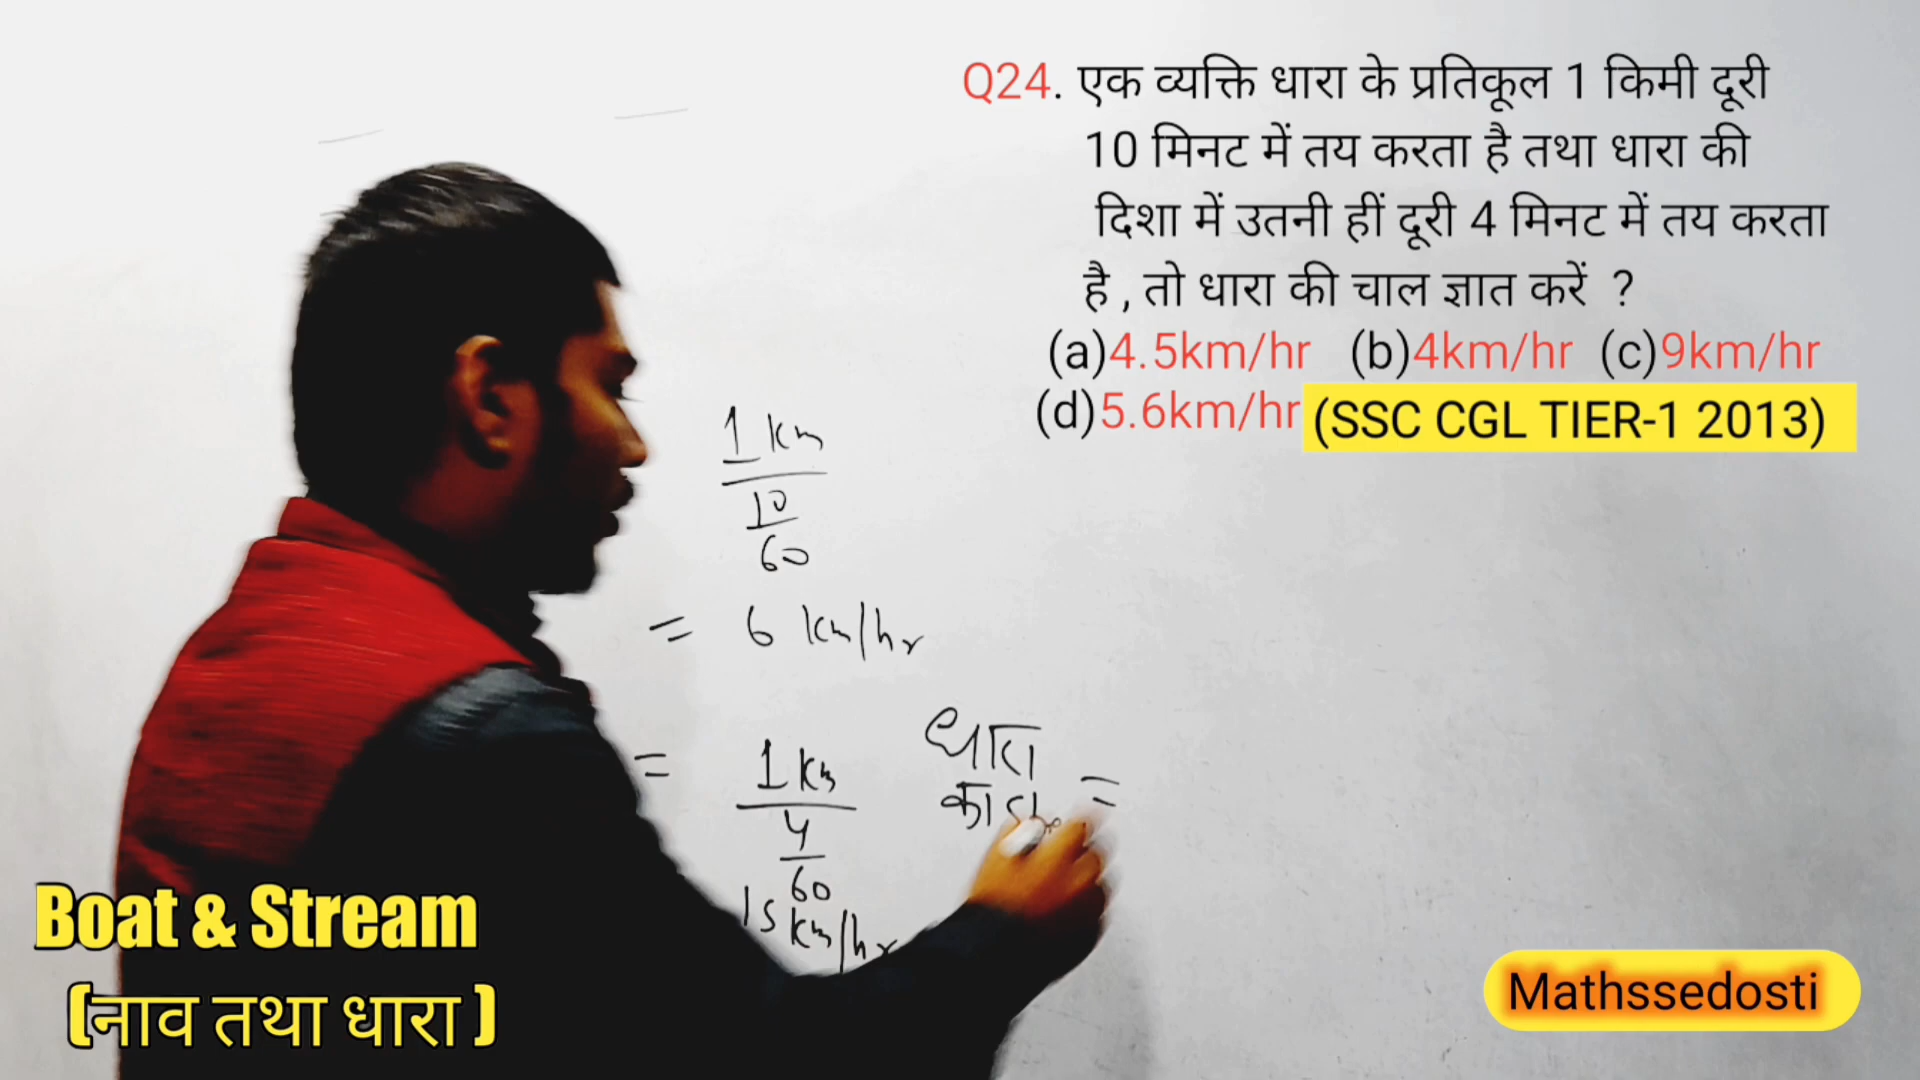 Q24. एक व्यक्ति धारा के प्रतिकूल 1 किमी दूरी
10 मिनट में तय करता है तथा धारा की
दिशा में उतनी हीं दूरी 4 मिनट में तय करता
है , तो धारा की चाल ज्ञात करें ?
(a)4.5km/hr (b)4km/hr (c)9km/hr
(d)5.6km/hr (SSC CGL TIER-1 2013)
1 km
10
60
= 6 km/hr
= 1 km
4
60
15 km/hr
धारा
का =
Boat & Stream
(नाव तथा धारा)
Mathssedosti